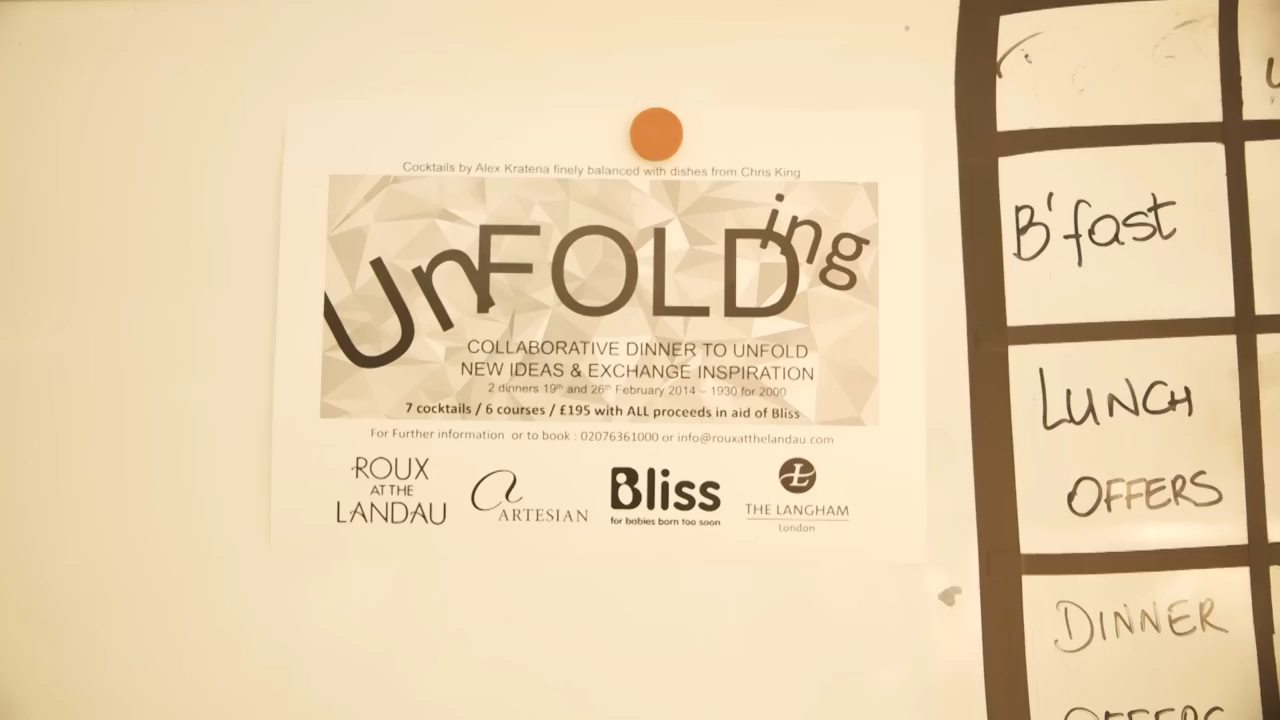 Cocktails by Alex Kratena finely balanced with dishes from Chris King
UnFOLDing
COLLABORATIVE DINNER TO UNFOLD
NEW IDEAS & EXCHANGE INSPIRATION
2 dinners 19th and 26th February 2014 – 1930 for 2000
7 cocktails / 6 courses / £195 with ALL proceeds in aid of Bliss
For Further information or to book : 02076361000 or info@rouxatthelandau.com
ROUX
AT THE
LANDAU
a
ARTESIAN
Bliss
for babies born too soon
L
THE LANGHAM
London
B'fast
LUNCH
OFFERS
DINNER
OFFERS